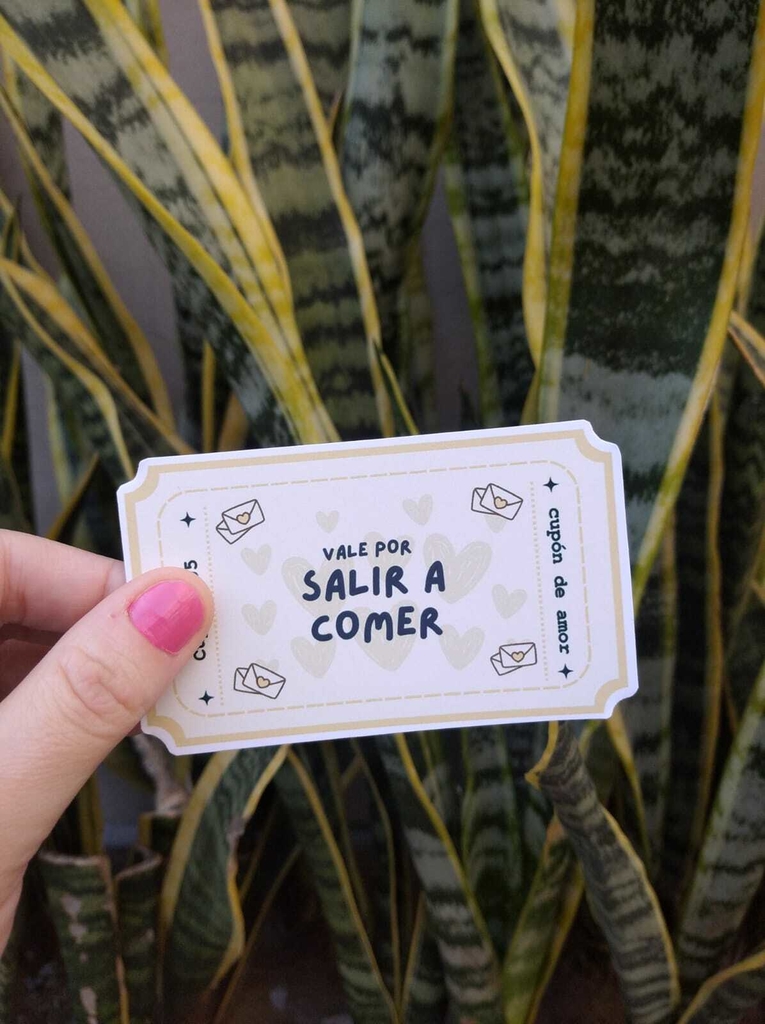 VALE POR
SALIR A
COMER
cupón de amor